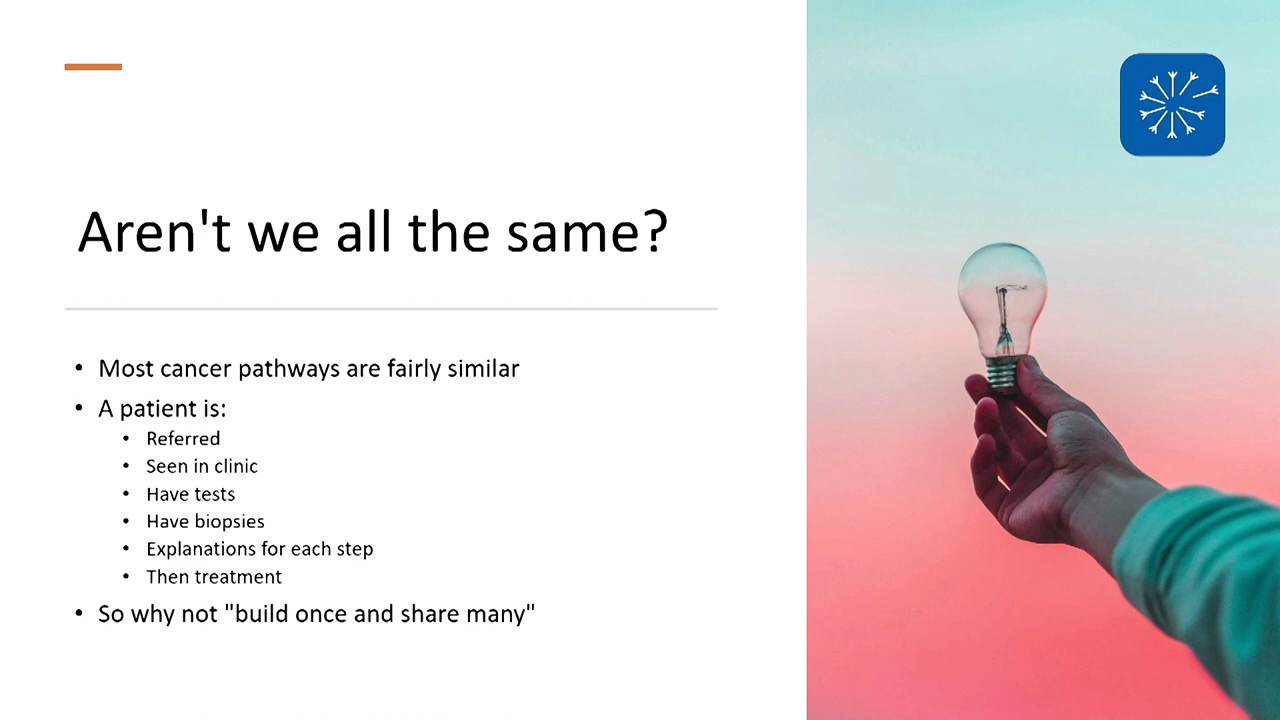 Aren't we all the same?
• Most cancer pathways are fairly similar
• A patient is:
• Referred
• Seen in clinic
• Have tests
• Have biopsies
• Explanations for each step
• Then treatment
• So why not "build once and share many"